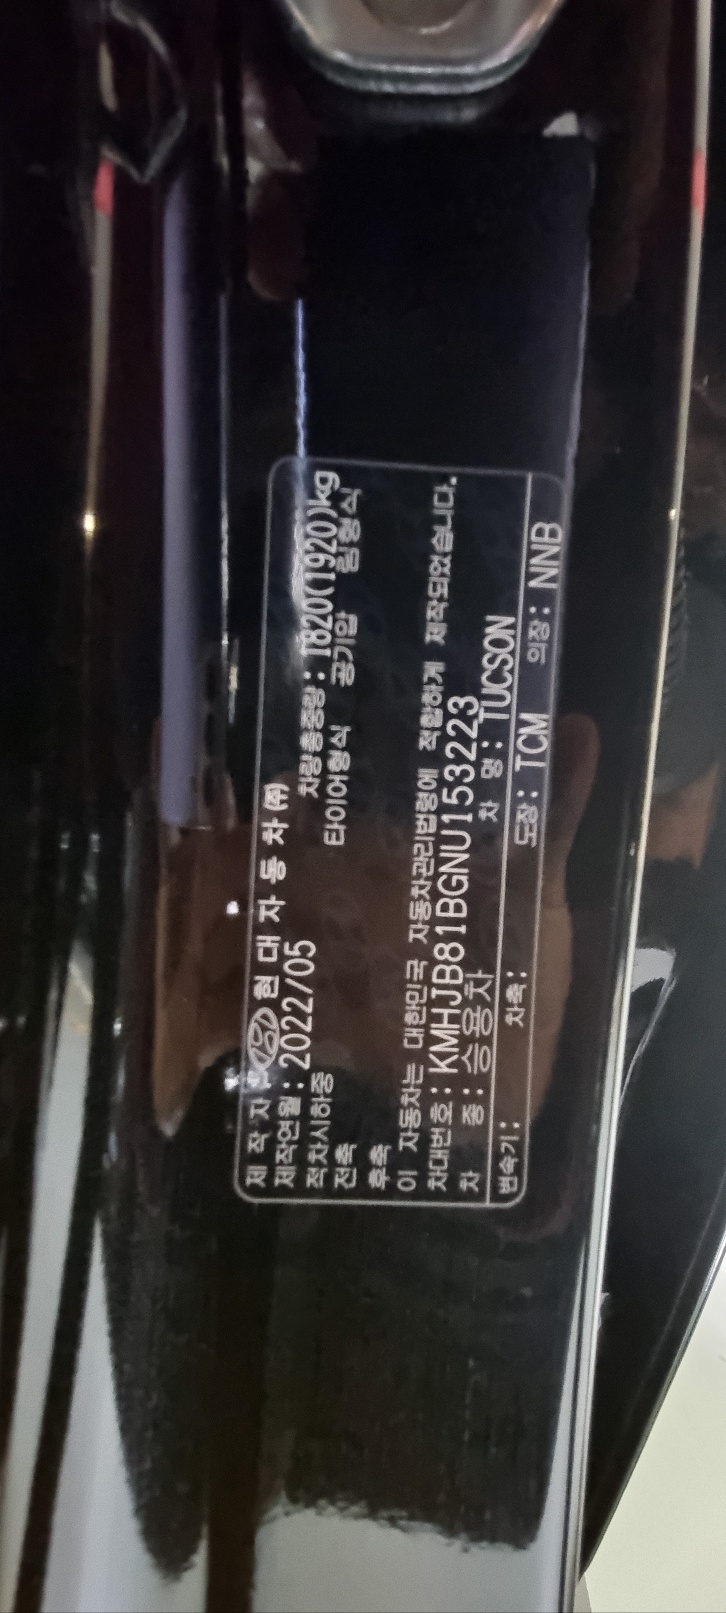 제 작 자 : 현 대 자 동 차 ㈜
제작연월 : 2022/05
적차시하중 차량총중량 : 1820(1920)kg
타이어형식 공기압 림형식
전축
후축
이 자동차는 대한민국 자동차관리법령에 적합하게 제작되었습니다.
차대번호 : KMHJB81BGNU153223
차 종 : 승용차 차 명 : TUCSON
변속기 : 차축 : 도장 : TCM 의장 : NNB